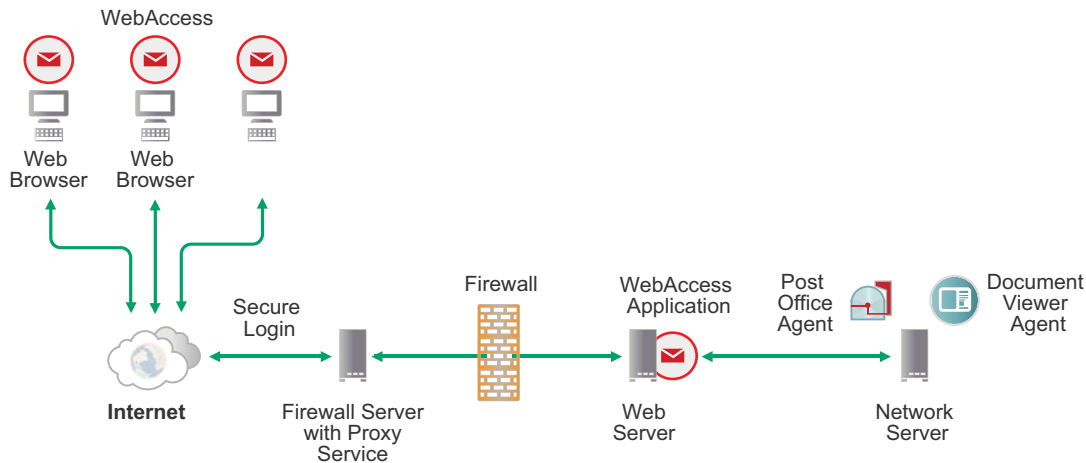 WebAccess
Web
Browser
Web
Browser
Secure
Login
Firewall
WebAccess
Application
Post
Office
Agent
Document
Viewer
Agent
Internet
Firewall Server
with Proxy
Service
Web
Server
Network
Server